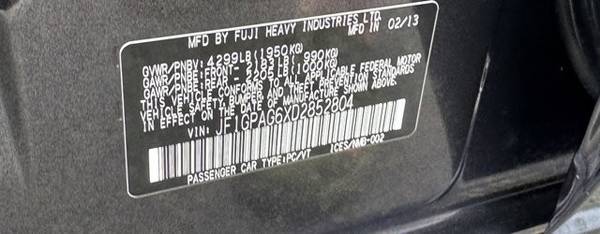 MFD BY FUJI HEAVY INDUSTRIES LTD.
MFD IN 02/13
GVWR/PNBV: 4299LB(1950KG)
GAWR/PNBE: FRONT- 2183LB( 990KG)
GAWR/PNBE: REAR- 2205LB(1000KG)
THIS VEHICLE CONFORMS TO ALL APPLICABLE FEDERAL MOTOR
VEHICLE SAFETY, BUMPER, AND THEFT PREVENTION STANDARDS
IN EFFECT ON THE DATE OF MANUFACTURE SHOWN ABOVE.
VIN: JF1GPAG6XD2852804
PASSENGER CAR TYPE:PC/VT ICES/NMB-002